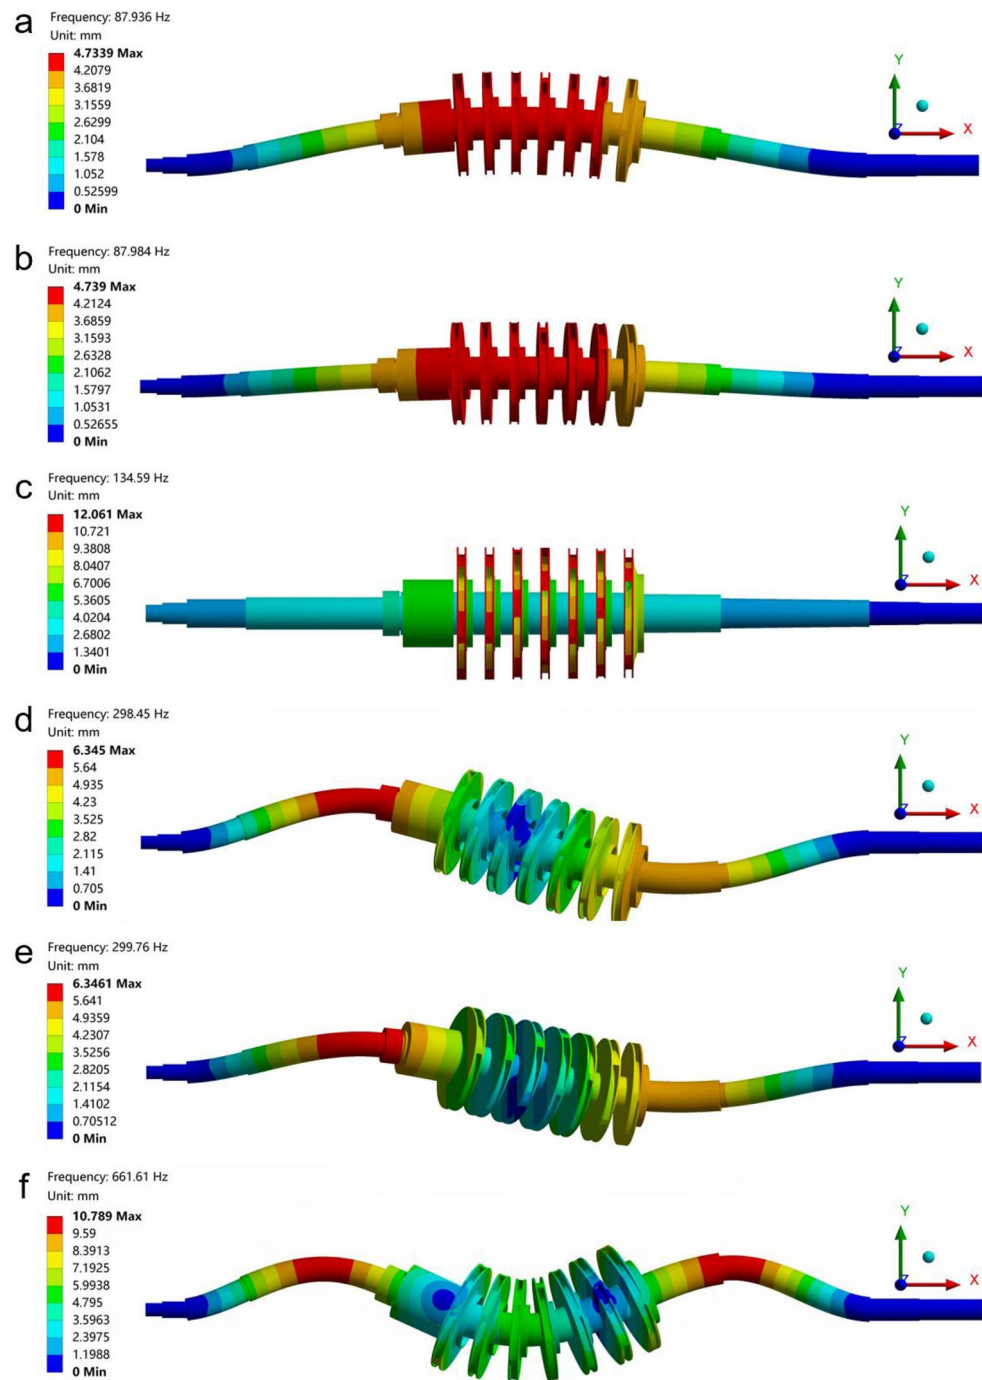 a
Frequency: 87.936 Hz
Unit: mm
4.7339 Max
4.2079
3.6819
3.1559
2.6299
2.104
1.578
1.052
0.52599
0 Min
Y
Z
X
b
Frequency: 87.984 Hz
Unit: mm
4.739 Max
4.2124
3.6859
3.1593
2.6328
2.1062
1.5797
1.0531
0.52655
0 Min
Y
Z
X
c
Frequency: 134.59 Hz
Unit: mm
12.061 Max
10.721
9.3808
8.0407
6.7006
5.3605
4.0204
2.6802
1.3401
0 Min
Y
Z
X
d
Frequency: 298.45 Hz
Unit: mm
6.345 Max
5.64
4.935
4.23
3.525
2.82
2.115
1.41
0.705
0 Min
Y
Z
X
e
Frequency: 299.76 Hz
Unit: mm
6.3461 Max
5.641
4.9359
4.2307
3.5256
2.8205
2.1154
1.4102
0.70512
0 Min
Y
Z
X
f
Frequency: 661.61 Hz
Unit: mm
10.789 Max
9.59
8.3913
7.1925
5.9938
4.795
3.5963
2.3975
1.1988
0 Min
Y
Z
X